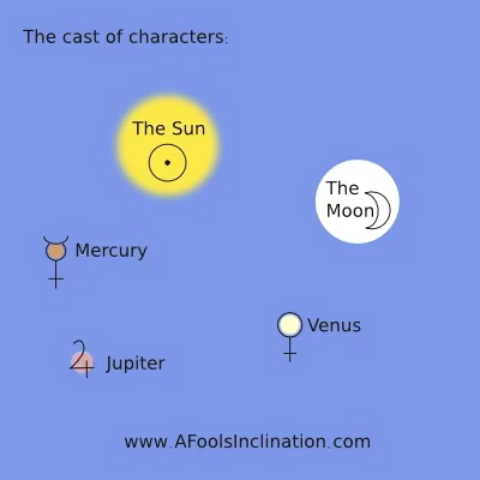 The cast of characters:
The Sun
The
Moon
Mercury
Venus
Jupiter
www.AFoolsInclination.com